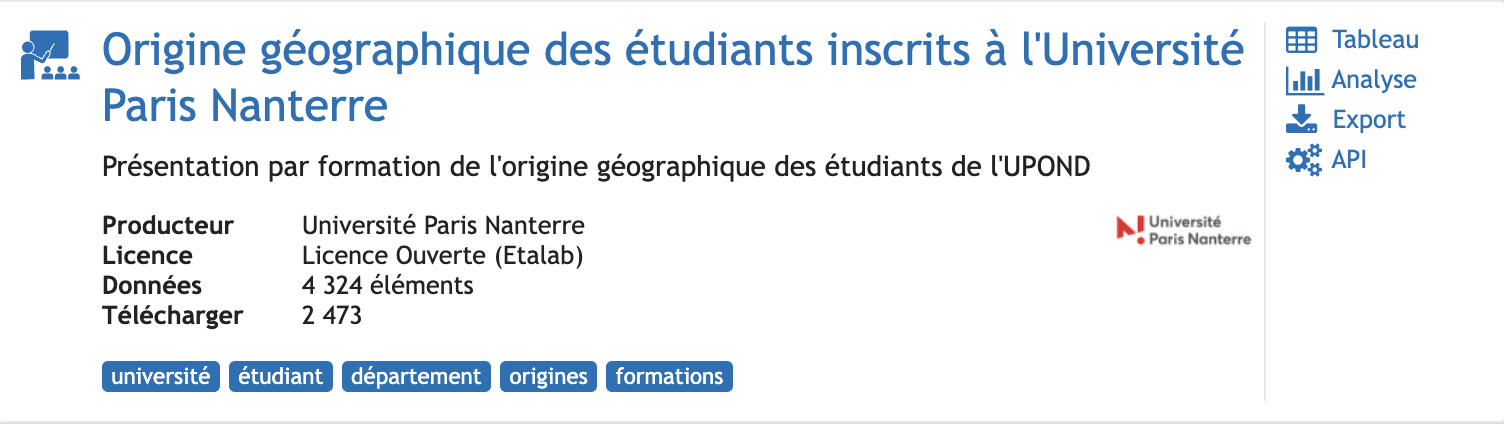 Origine géographique des étudiants inscrits à l'Université
Paris Nanterre
Présentation par formation de l'origine géographique des étudiants de l'UPOND
Producteur Université Paris Nanterre
Licence Licence Ouverte (Etalab)
Données 4 324 éléments
Télécharger 2 473
université étudiant département origines formations
Université
Paris Nanterre
Tableau
Analyse
Export
API